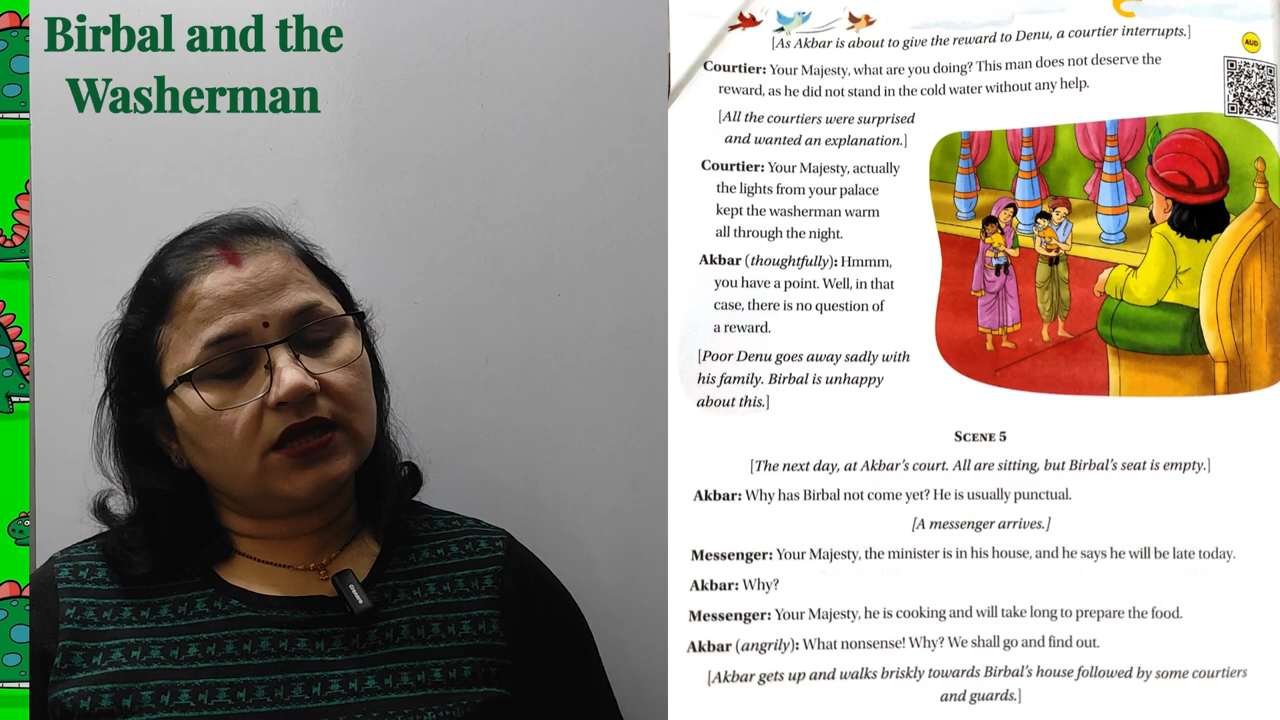 Birbal and the
Washerman
[As Akbar is about to give the reward to Denu, a courtier interrupts.]
AUD
Courtier: Your Majesty, what are you doing? This man does not deserve the
reward, as he did not stand in the cold water without any help.
[All the courtiers were surprised
and wanted an explanation.]
Courtier: Your Majesty, actually
the lights from your palace
kept the washerman warm
all through the night.
Akbar (thoughtfully): Hmmm,
you have a point. Well, in that
case, there is no question of
a reward.
[Poor Denu goes away sadly with
his family. Birbal is unhappy
about this.]
SCENE 5
[The next day, at Akbar's court. All are sitting, but Birbal's seat is empty.]
Akbar: Why has Birbal not come yet? He is usually punctual.
[A messenger arrives.]
Messenger: Your Majesty, the minister is in his house, and he says he will be late today.
Akbar: Why?
Messenger: Your Majesty, he is cooking and will take long to prepare the food.
Akbar (angrily): What nonsense! Why? We shall go and find out.
[Akbar gets up and walks briskly towards Birbal's house followed by some courtiers
and guards.]